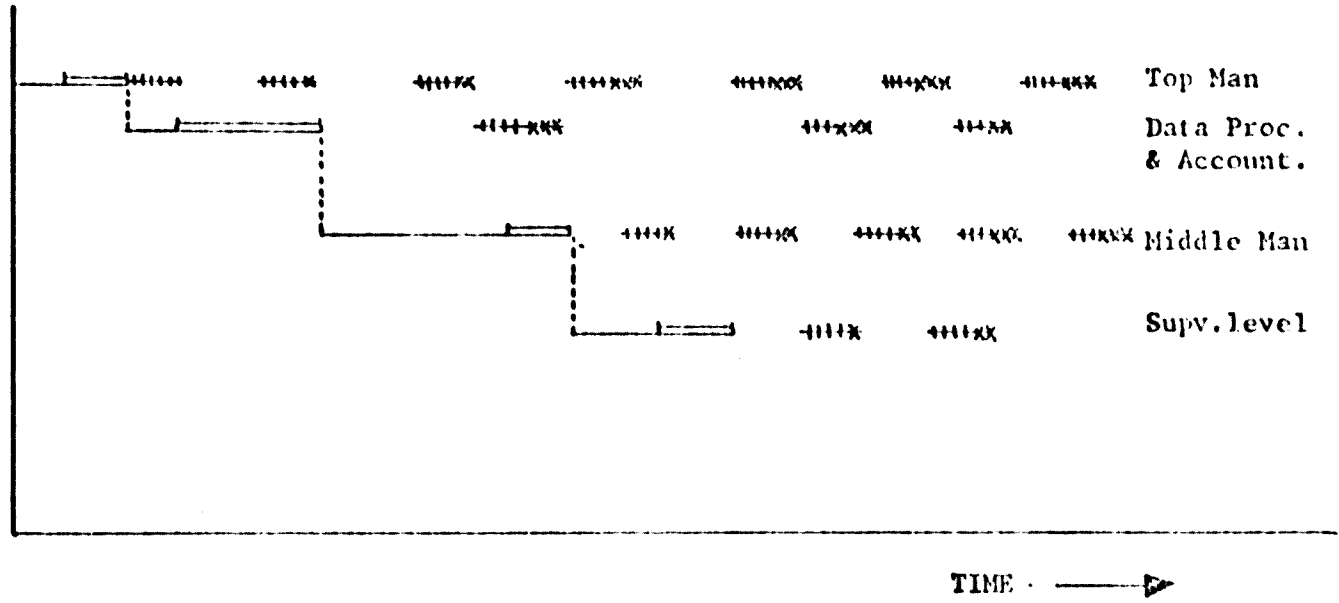 Top Man
Data Proc.
& Account.
Middle Man
Supv.level
TIME